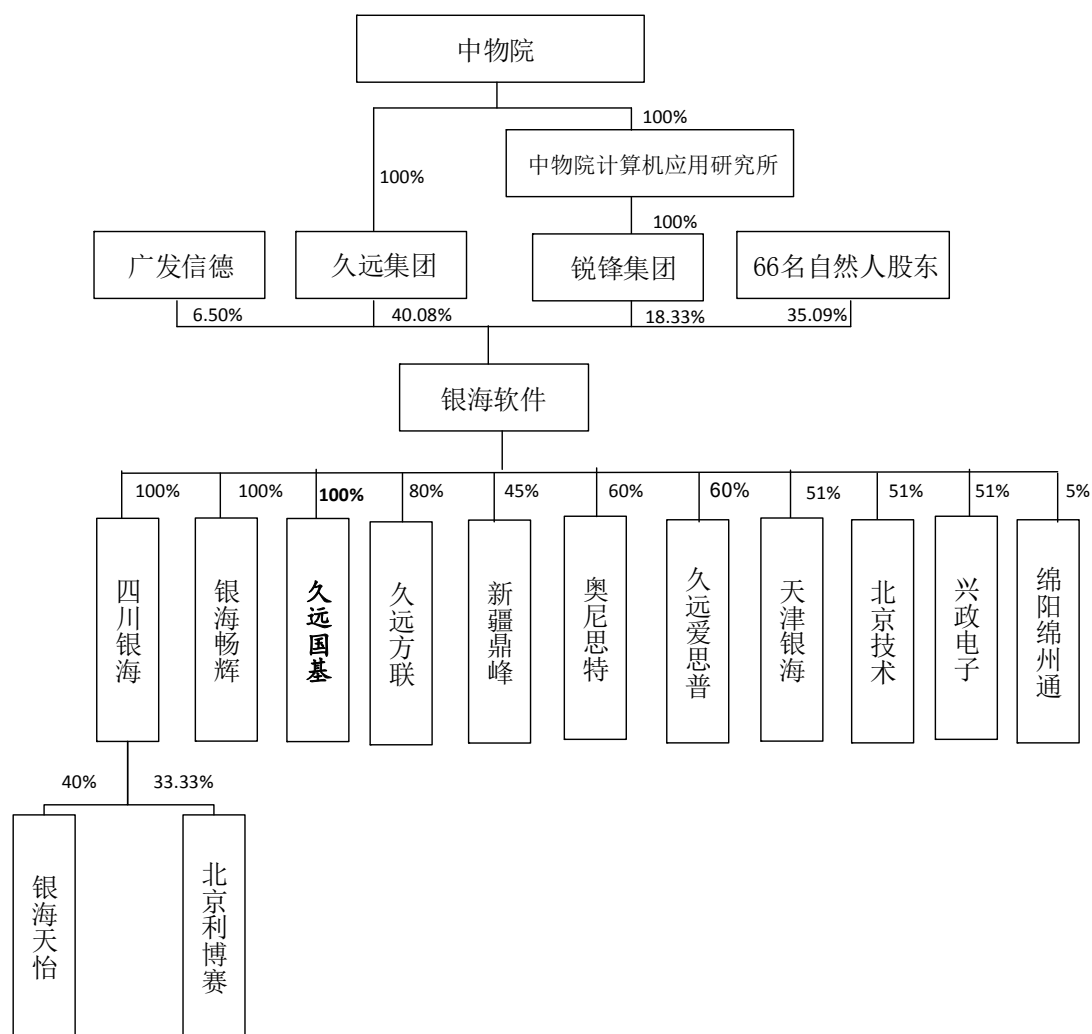 中物院
100%
中物院计算机应用研究所
100%
100%
广发信德
久远集团
锐锋集团
66名自然人股东
6.50%
40.08%
18.33%
35.09%
银海软件
100%
100%
100%
80%
45%
60%
60%
51%
51%
51%
5%
四川银海
银海畅辉
久远国基
久远方联
新疆鼎峰
奥尼思特
久远爱思普
天津银海
北京技术
兴政电子
绵阳绵州通
40%
33.33%
银海天怡
北京利博赛